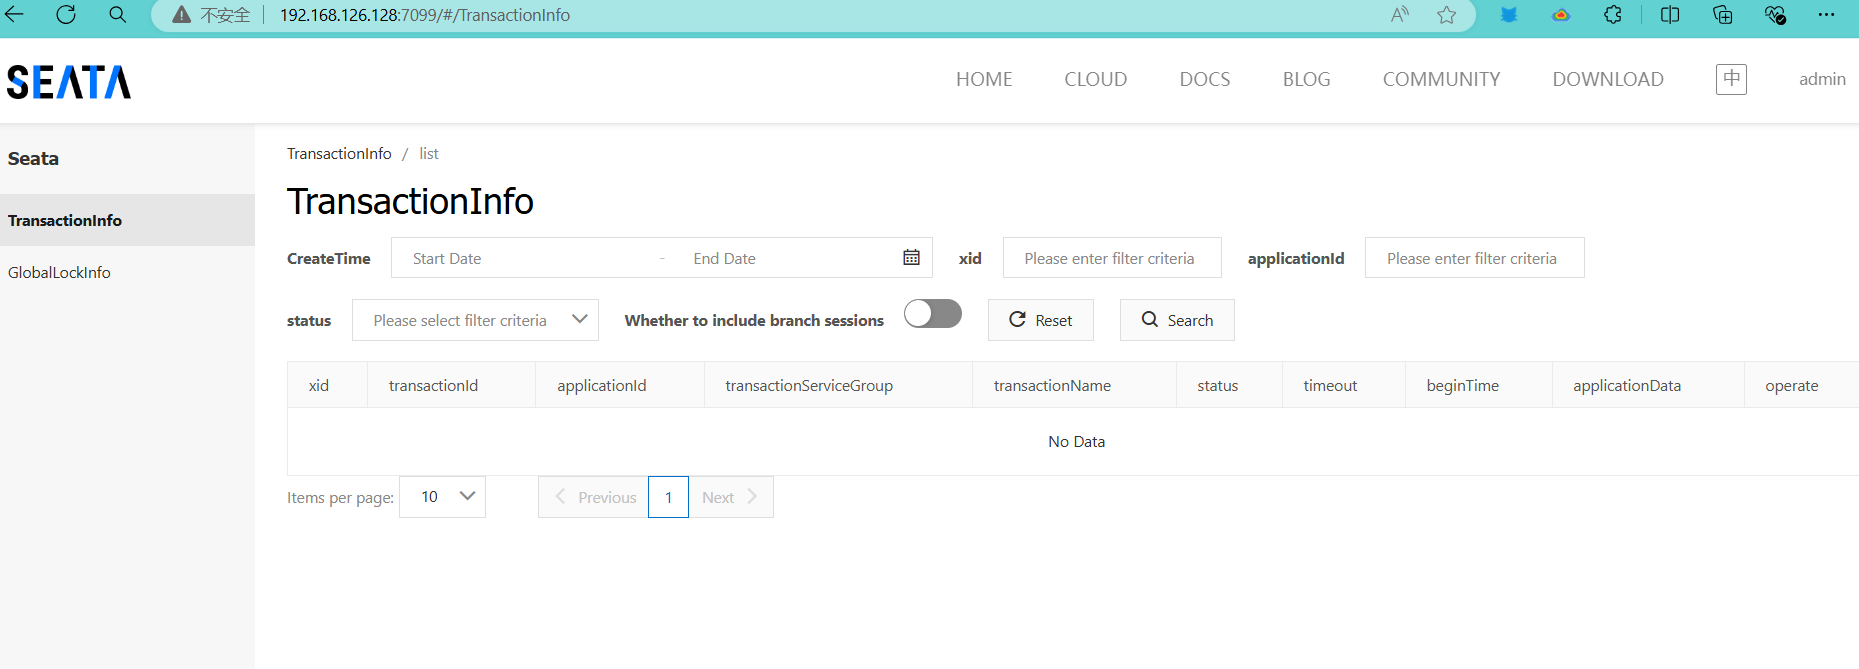 不安全 192.168.126.128:7099/#/TransactionInfo
SEATA
HOME CLOUD DOCS BLOG COMMUNITY DOWNLOAD 中 admin
Seata
TransactionInfo
GlobalLockInfo
TransactionInfo / list
TransactionInfo
CreateTime Start Date - End Date xid Please enter filter criteria applicationId Please enter filter criteria
status Please select filter criteria Whether to include branch sessions Reset Search
xid transactionId applicationId transactionServiceGroup transactionName status timeout beginTime applicationData operate
No Data
Items per page: 10 Previous 1 Next